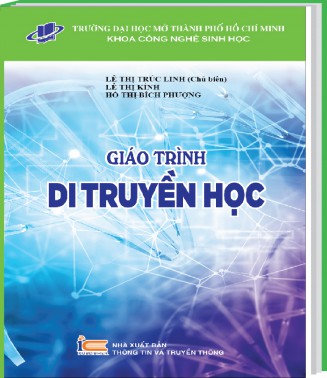 TRƯỜNG ĐẠI HỌC MỞ THÀNH PHỐ HỒ CHÍ MINH
KHOA CÔNG NGHỆ SINH HỌC
LÊ THỊ TRÚC LINH (Chủ biên)
LÊ THỊ KÍNH
HỒ THỊ BÍCH PHƯỢNG
GIÁO TRÌNH
DI TRUYỀN HỌC
NHÀ XUẤT BẢN
THÔNG TIN VÀ TRUYỀN THÔNG